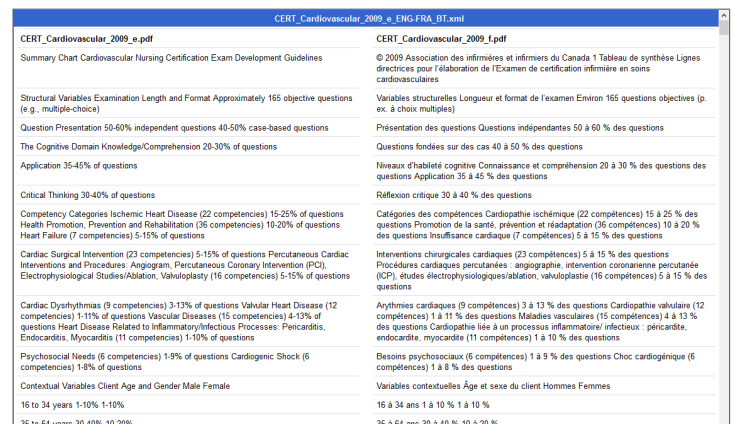 CERT_Cardiovascular_2009_e_ENG-FRA_BT.xml
CERT_Cardiovascular_2009_e.pdf
CERT_Cardiovascular_2009_f.pdf
Summary Chart Cardiovascular Nursing Certification Exam Development Guidelines
© 2009 Association des infirmières et infirmiers du Canada 1 Tableau de synthèse Lignes
directrices pour l'élaboration de l'Examen de certification infirmière en soins
cardiovasculaires
Structural Variables Examination Length and Format Approximately 165 objective questions
(e.g., multiple-choice)
Variables structurelles Longueur et format de l'examen Environ 165 questions objectives (p.
ex. à choix multiples)
Question Presentation 50-60% independent questions 40-50% case-based questions
Présentation des questions Questions indépendantes 50 à 60 % des questions
The Cognitive Domain Knowledge/Comprehension 20-30% of questions
Questions fondées sur des cas 40 à 50 % des questions
Application 35-45% of questions
Niveaux d'habileté cognitive Connaissance et compréhension 20 à 30 % des questions des
questions Application 35 à 45 % des questions
Critical Thinking 30-40% of questions
Réflexion critique 30 à 40 % des questions
Competency Categories Ischemic Heart Disease (22 competencies) 15-25% of questions
Health Promotion, Prevention and Rehabilitation (36 competencies) 10-20% of questions
Heart Failure (7 competencies) 5-15% of questions
Catégories des compétences Cardiopathie ischémique (22 compétences) 15 à 25 % des
questions Promotion de la santé, prévention et réadaptation (36 compétences) 10 à 20 %
des questions Insuffisance cardiaque (7 compétences) 5 à 15 % des questions
Cardiac Surgical Intervention (23 competencies) 5-15% of questions Percutaneous Cardiac
Interventions and Procedures: Angiogram, Percutaneous Coronary Intervention (PCI),
Electrophysiological Studies/Ablation, Valvuloplasty (16 competencies) 5-15% of questions
Interventions chirurgicales cardiaques (23 compétences) 5 à 15 % des questions
Procédures cardiaques percutanées : angiographie, intervention coronarienne percutanée
(ICP), études électrophysiologiques/ablation, valvuloplastie (16 compétences) 5 à 15 % des
questions
Cardiac Dysrhythmias (9 competencies) 3-13% of questions Valvular Heart Disease (12
competencies) 1-11% of questions Vascular Diseases (15 competencies) 4-13% of
questions Heart Disease Related to Inflammatory/Infectious Processes: Pericarditis,
Endocarditis, Myocarditis (11 competencies) 1-10% of questions
Arythmies cardiaques (9 compétences) 3 à 13 % des questions Cardiopathie valvulaire (12
compétences) 1 à 11 % des questions Maladies vasculaires (15 compétences) 4 à 13 %
des questions Cardiopathie liée à un processus inflammatoire/ infectieux : péricardite,
endocardite, myocardite (11 compétences) 1 à 10 % des questions
Psychosocial Needs (6 competencies) 1-9% of questions Cardiogenic Shock (6
competencies) 1-8% of questions
Besoins psychosociaux (6 compétences) 1 à 9 % des questions Choc cardiogénique (6
compétences) 1 à 8 % des questions
Contextual Variables Client Age and Gender Male Female
Variables contextuelles Âge et sexe du client Hommes Femmes
16 to 34 years 1-10% 1-10%
16 à 34 ans 1 à 10 % 1 à 10 %
35 to 64 years 30-40% 10-20%
35 à 64 ans 30 à 40 % 10 à 20 %